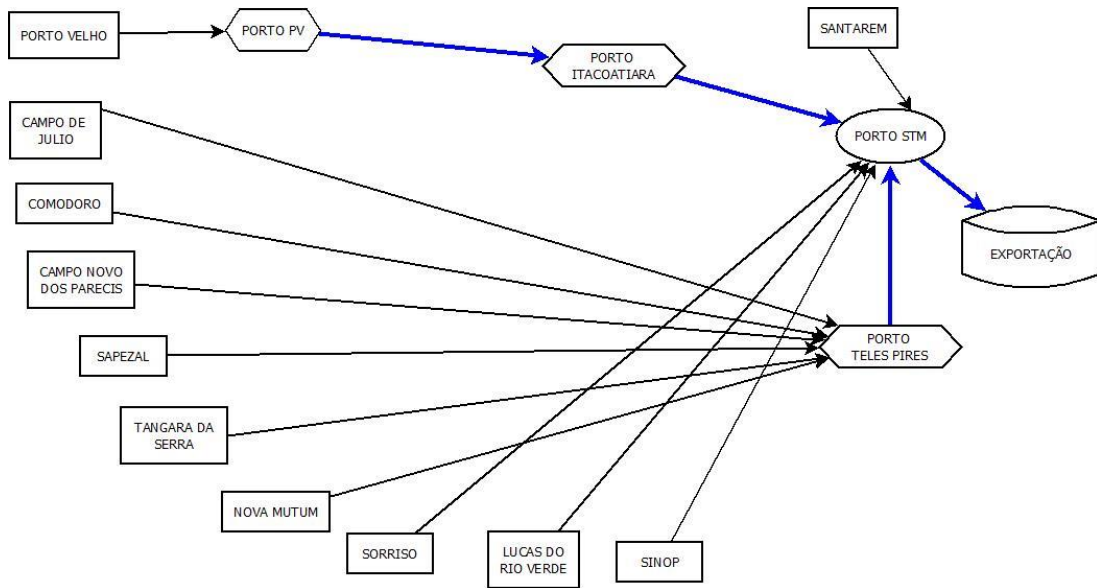 PORTO VELHO
PORTO PV
SANTAREM
PORTO
ITACOATIARA
CAMPO DE
JULIO
PORTO STM
COMODORO
EXPORTAÇÃO
CAMPO NOVO
DOS PARECIS
SAPEZAL
PORTO
TELES PIRES
TANGARA DA
SERRA
NOVA MUTUM
SORRISO
LUCAS DO
RIO VERDE
SINOP